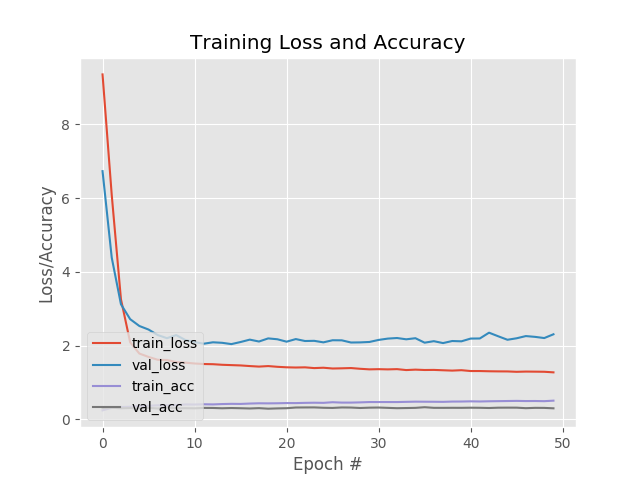 Training Loss and Accuracy
Loss/Accuracy
8
6
4
2
0
train_loss
val_loss
train_acc
val_acc
0 10 20 30 40 50
Epoch #